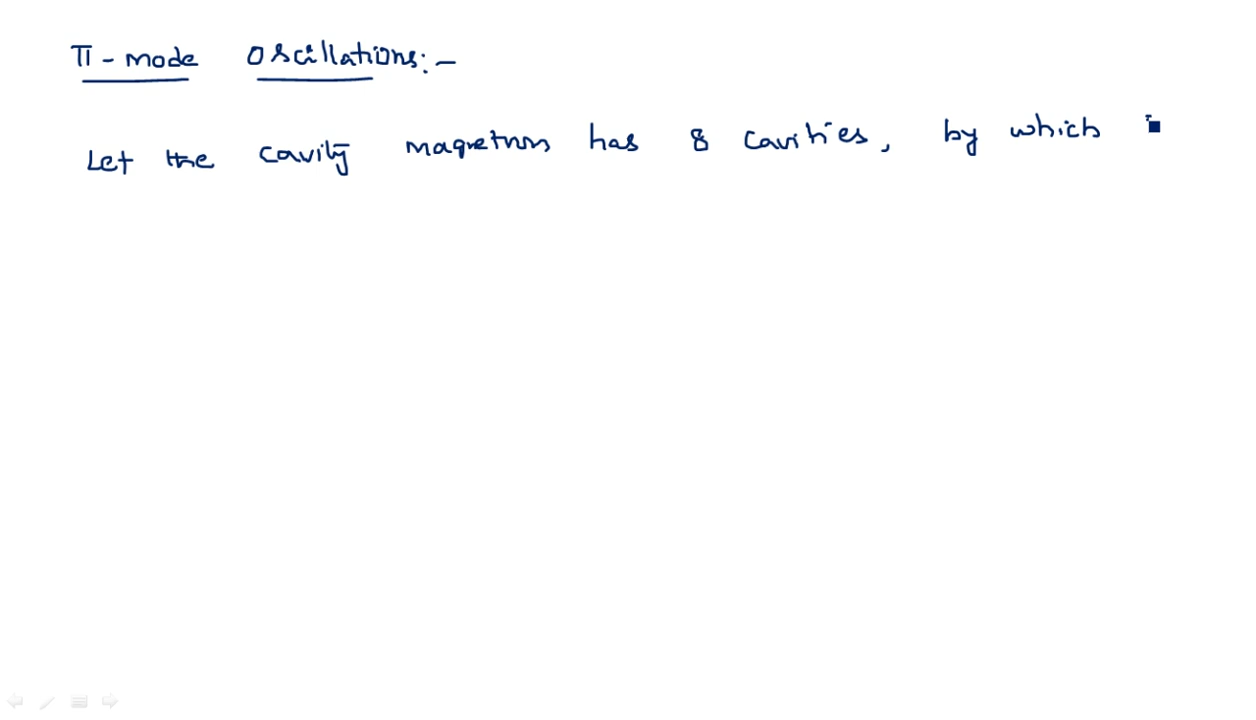 π - mode oscillations:-
Let the cavity magnetron has 8 cavities, by which